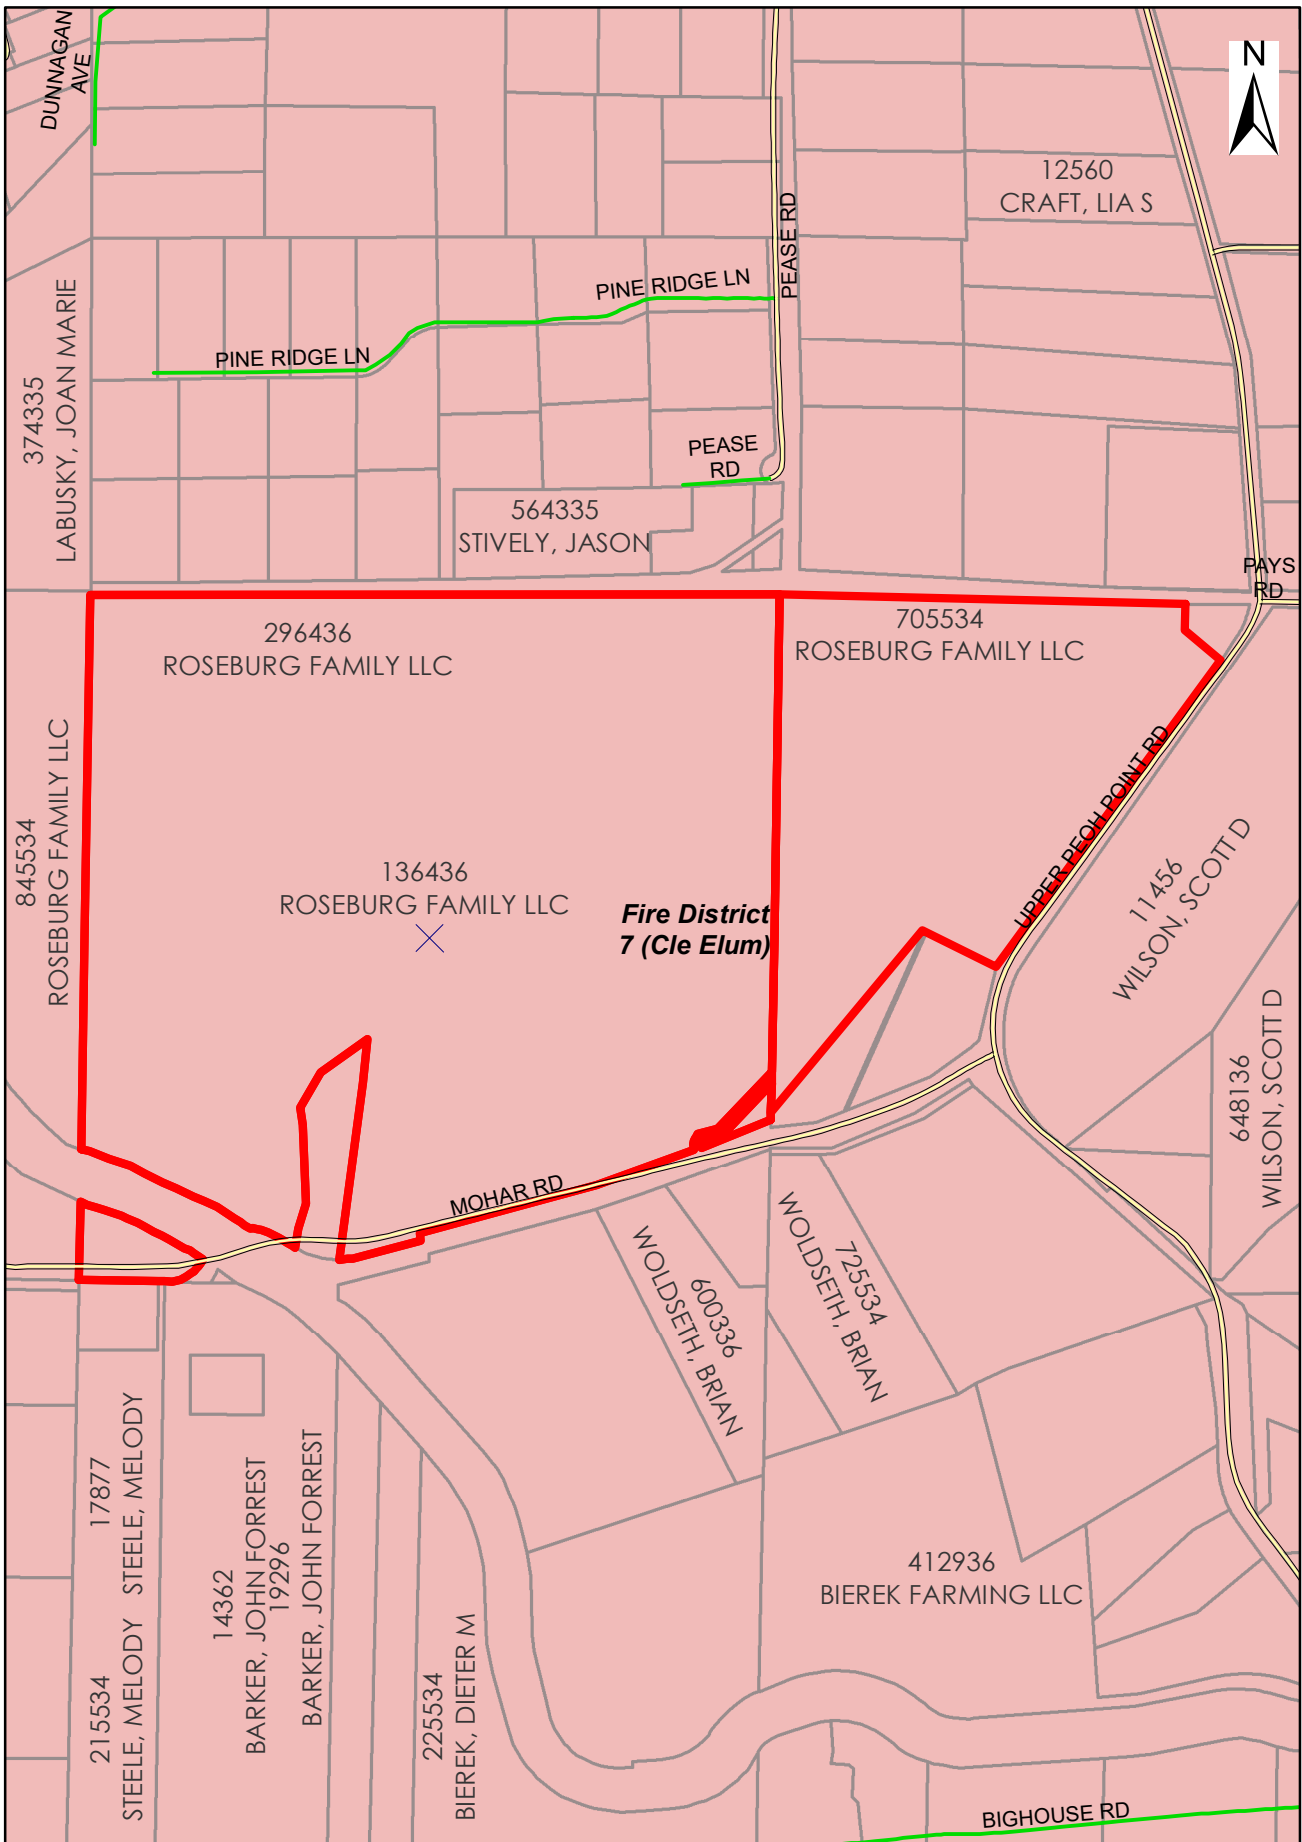 DUNNAGAN
AVE
N
12560
CRAFT, LIA S
PEASE RD
PINE RIDGE LN
PINE RIDGE LN
374335
LABUSKY, JOAN MARIE
PEASE
RD
564335
STIVELY, JASON
PAYS
RD
296436
ROSEBURG FAMILY LLC
705534
ROSEBURG FAMILY LLC
845534
ROSEBURG FAMILY LLC
136436
ROSEBURG FAMILY LLC
Fire District
7 (Cle Elum)
UPPER PEOH POINT RD
11456
WILSON, SCOTT D
648136
WILSON, SCOTT D
MOHAR RD
600336
WOLDSETH, BRIAN
725534
WOLDSETH, BRIAN
17877
STEELE, MELODY
215534
STEELE, MELODY
14362
BARKER, JOHN FORREST
19296
BARKER, JOHN FORREST
225534
BIEREK, DIETER M
412936
BIEREK FARMING LLC
BIGHOUSE RD